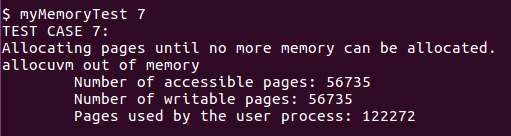 $ myMemoryTest 7
TEST CASE 7:
Allocating pages until no more memory can be allocated.
allocuvm out of memory
Number of accessible pages: 56735
Number of writable pages: 56735
Pages used by the user process: 122272